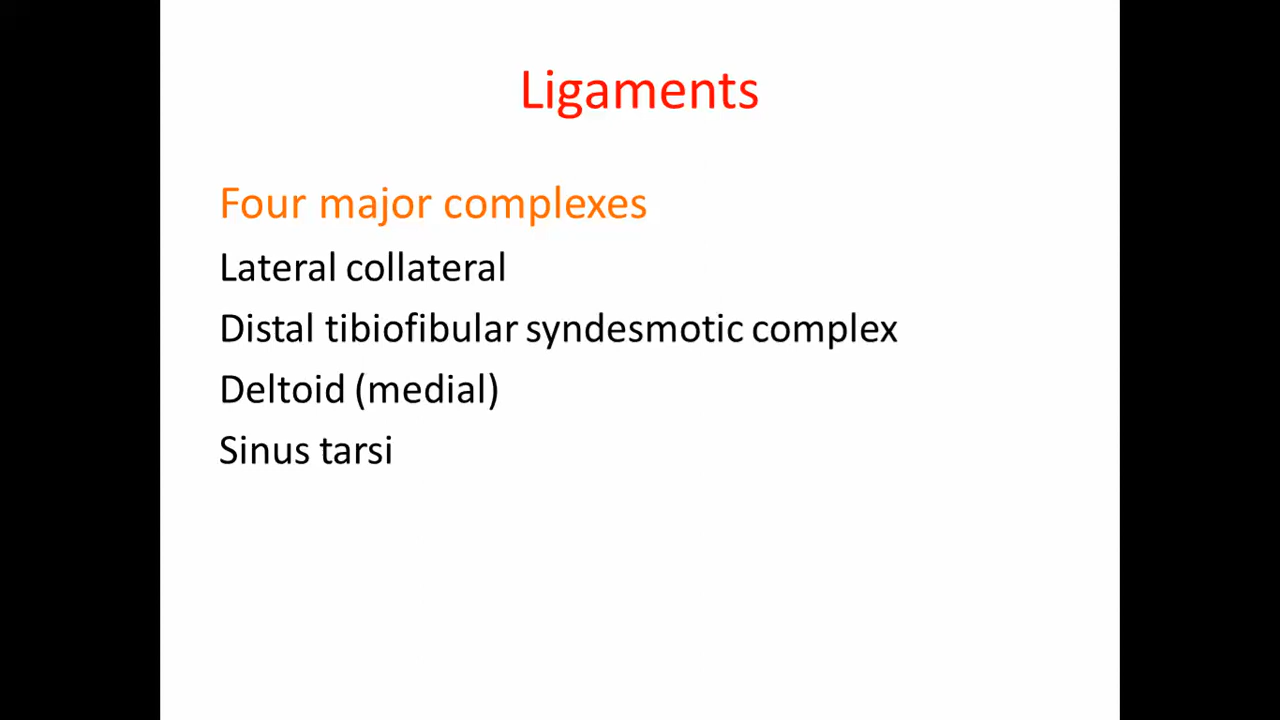 Ligaments
Four major complexes
Lateral collateral
Distal tibiofibular syndesmotic complex
Deltoid (medial)
Sinus tarsi